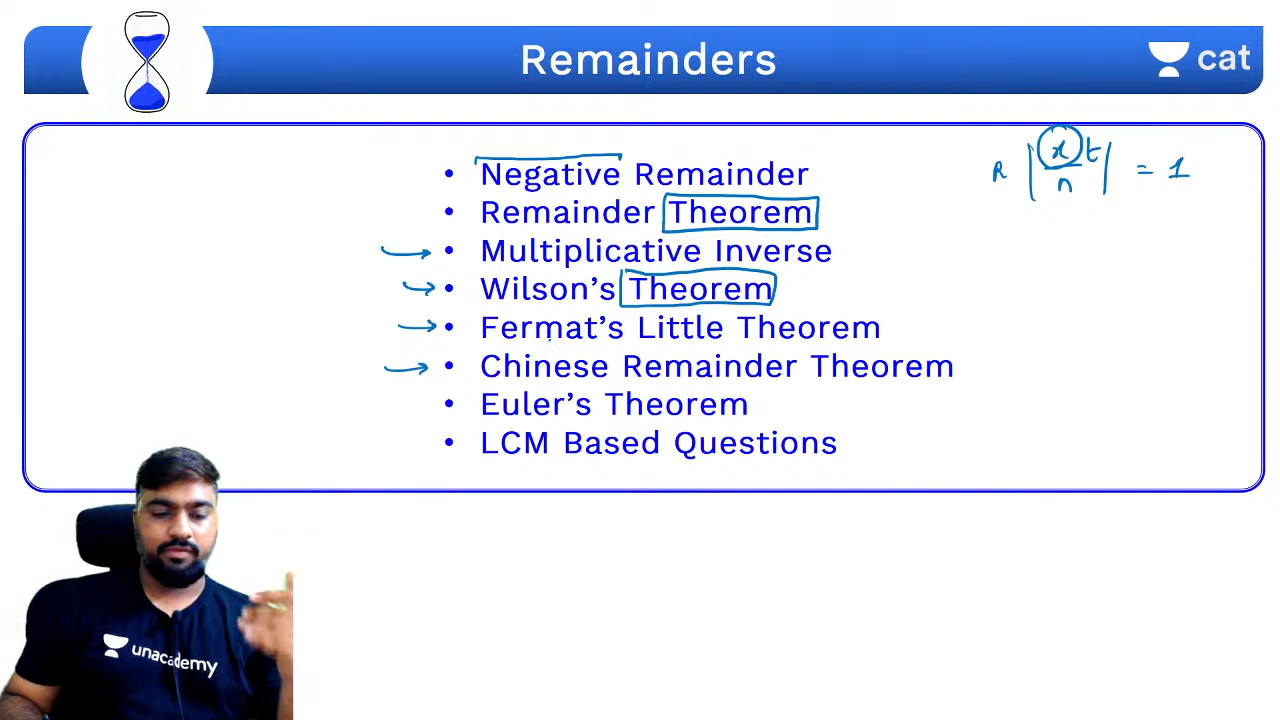 Remainders
cat
• Negative Remainder
• Remainder Theorem
• Multiplicative Inverse
• Wilson's Theorem
• Fermat's Little Theorem
• Chinese Remainder Theorem
• Euler's Theorem
• LCM Based Questions
R | x t / n | = 1
unacademy